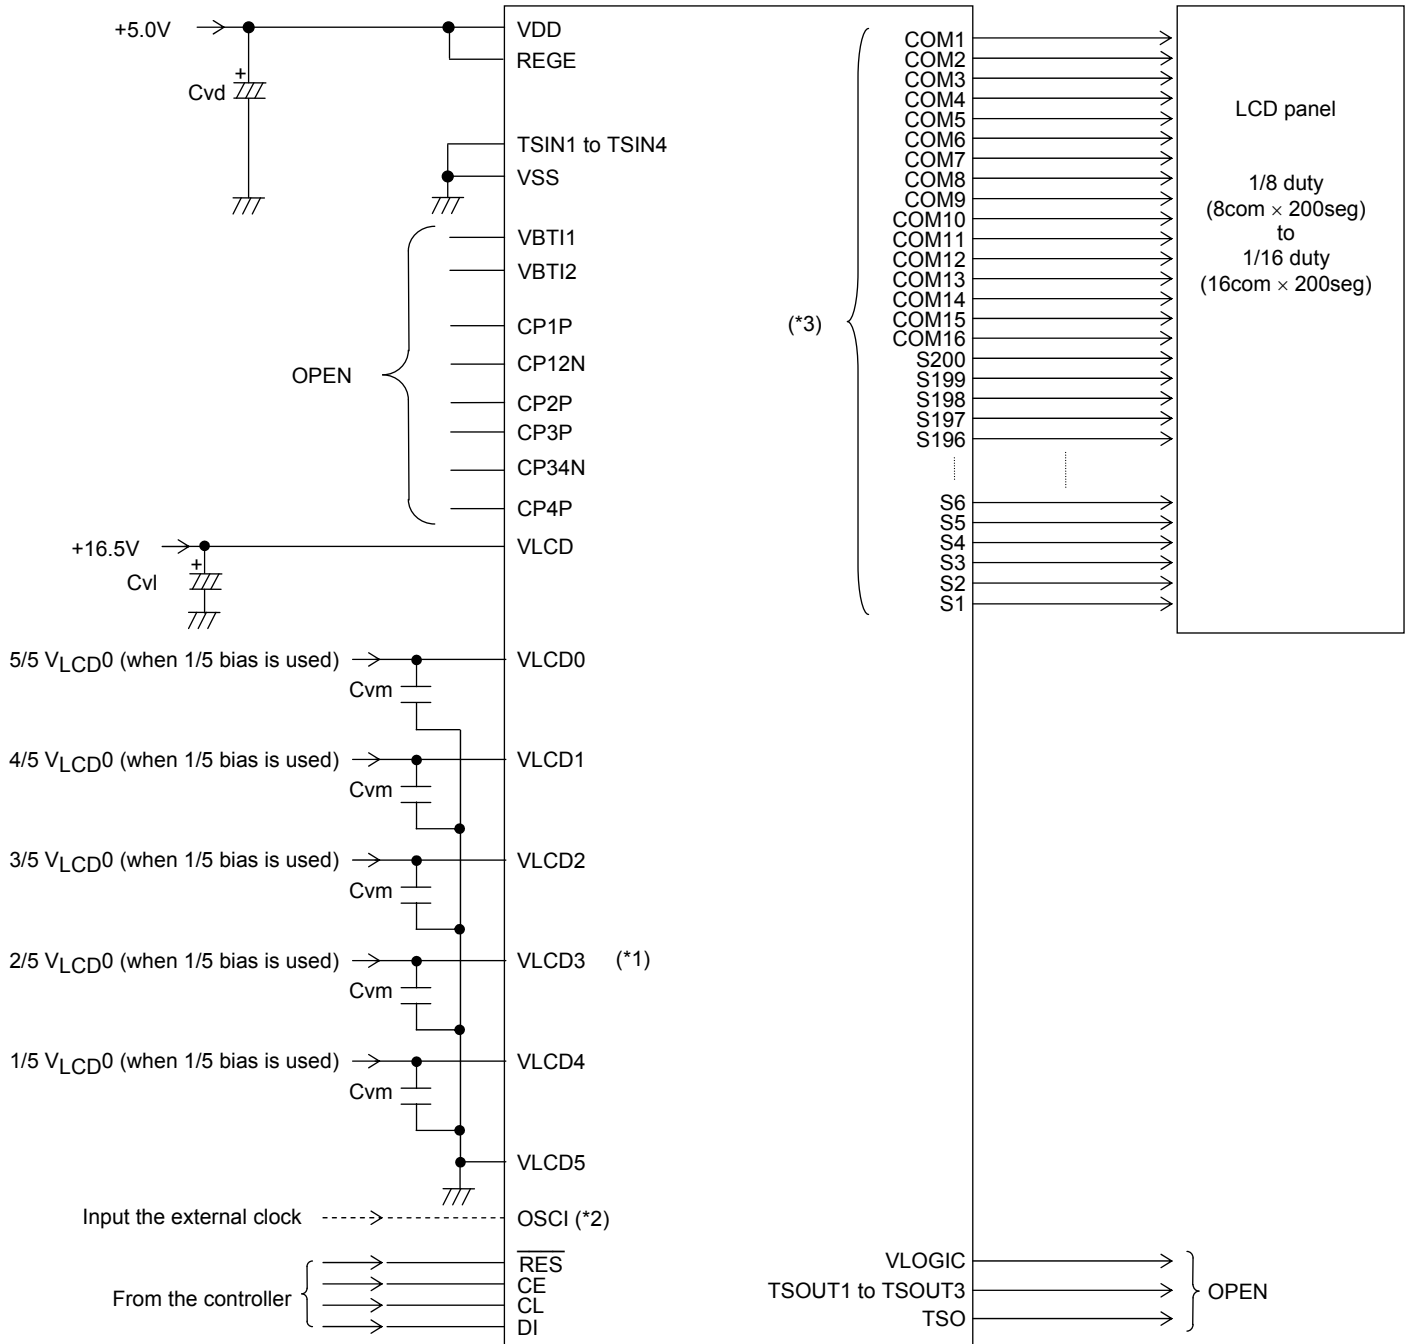 +5.0V
+
Cvd
VDD
REGE
TSIN1 to TSIN4
VSS
OPEN
VBTI1
VBTI2
CP1P
CP12N
CP2P
CP3P
CP34N
CP4P
+16.5V
+
Cvl
VLCD
5/5 VLCD0 (when 1/5 bias is used)
Cvm
VLCD0
4/5 VLCD0 (when 1/5 bias is used)
Cvm
VLCD1
3/5 VLCD0 (when 1/5 bias is used)
Cvm
VLCD2
2/5 VLCD0 (when 1/5 bias is used)
Cvm
VLCD3 (*1)
1/5 VLCD0 (when 1/5 bias is used)
Cvm
VLCD4
VLCD5
Input the external clock
OSCI (*2)
From the controller
RES
CE
CL
DI
(*3)
COM1
COM2
COM3
COM4
COM5
COM6
COM7
COM8
COM9
COM10
COM11
COM12
COM13
COM14
COM15
COM16
S200
S199
S198
S197
S196
S6
S5
S4
S3
S2
S1
LCD panel
1/8 duty
(8com × 200seg)
to
1/16 duty
(16com × 200seg)
VLOGIC
TSOUT1 to TSOUT3
TSO
OPEN